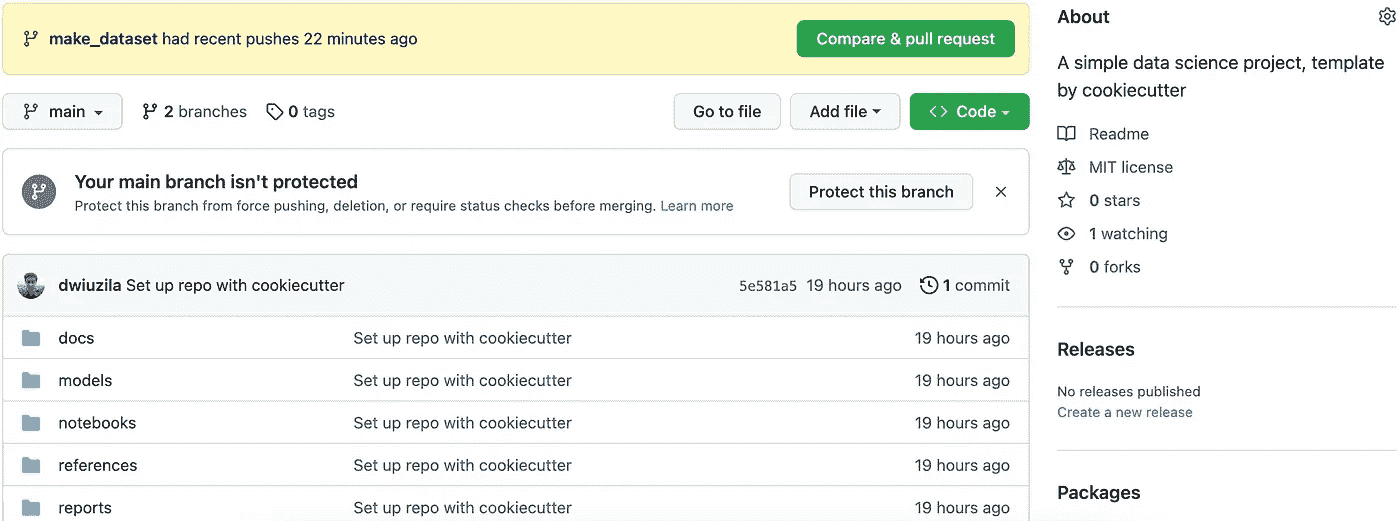 make_dataset had recent pushes 22 minutes ago
Compare & pull request
main
2 branches
0 tags
Go to file
Add file
<> Code
Your main branch isn't protected
Protect this branch from force pushing, deletion, or require status checks before merging. Learn more
Protect this branch
dwiuzila Set up repo with cookiecutter
5e581a5 19 hours ago
1 commit
docs Set up repo with cookiecutter 19 hours ago
models Set up repo with cookiecutter 19 hours ago
notebooks Set up repo with cookiecutter 19 hours ago
references Set up repo with cookiecutter 19 hours ago
reports Set up repo with cookiecutter 19 hours ago
About
A simple data science project, template
by cookiecutter
Readme
MIT license
0 stars
1 watching
0 forks
Releases
No releases published
Create a new release
Packages